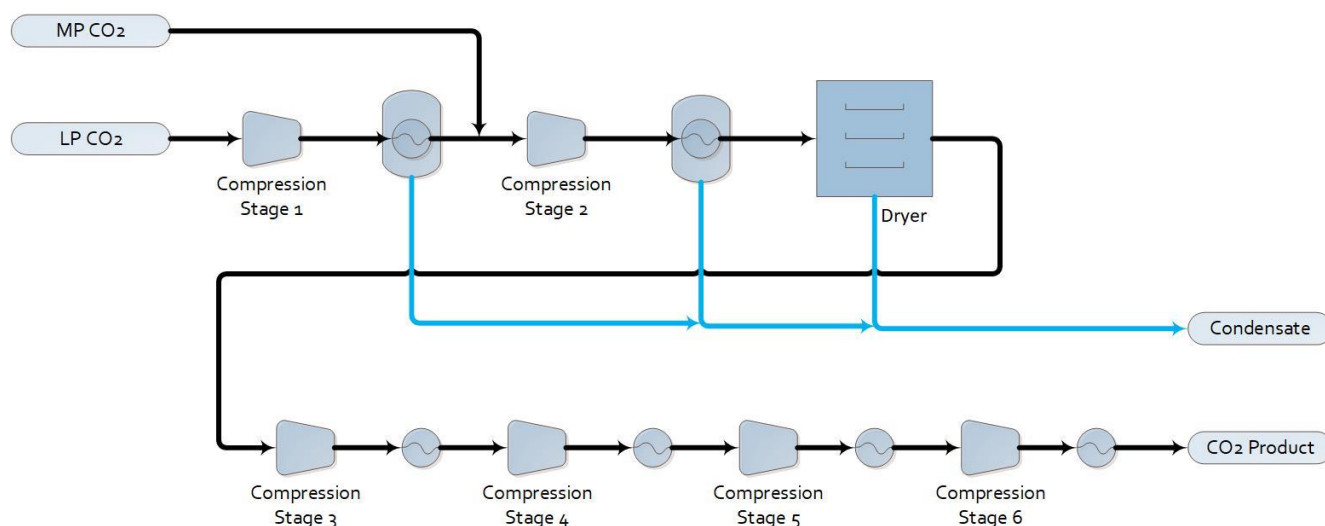 MP CO2
LP CO2
Compression
Stage 1
Compression
Stage 2
Dryer
Condensate
Compression
Stage 3
Compression
Stage 4
Compression
Stage 5
Compression
Stage 6
CO2 Product